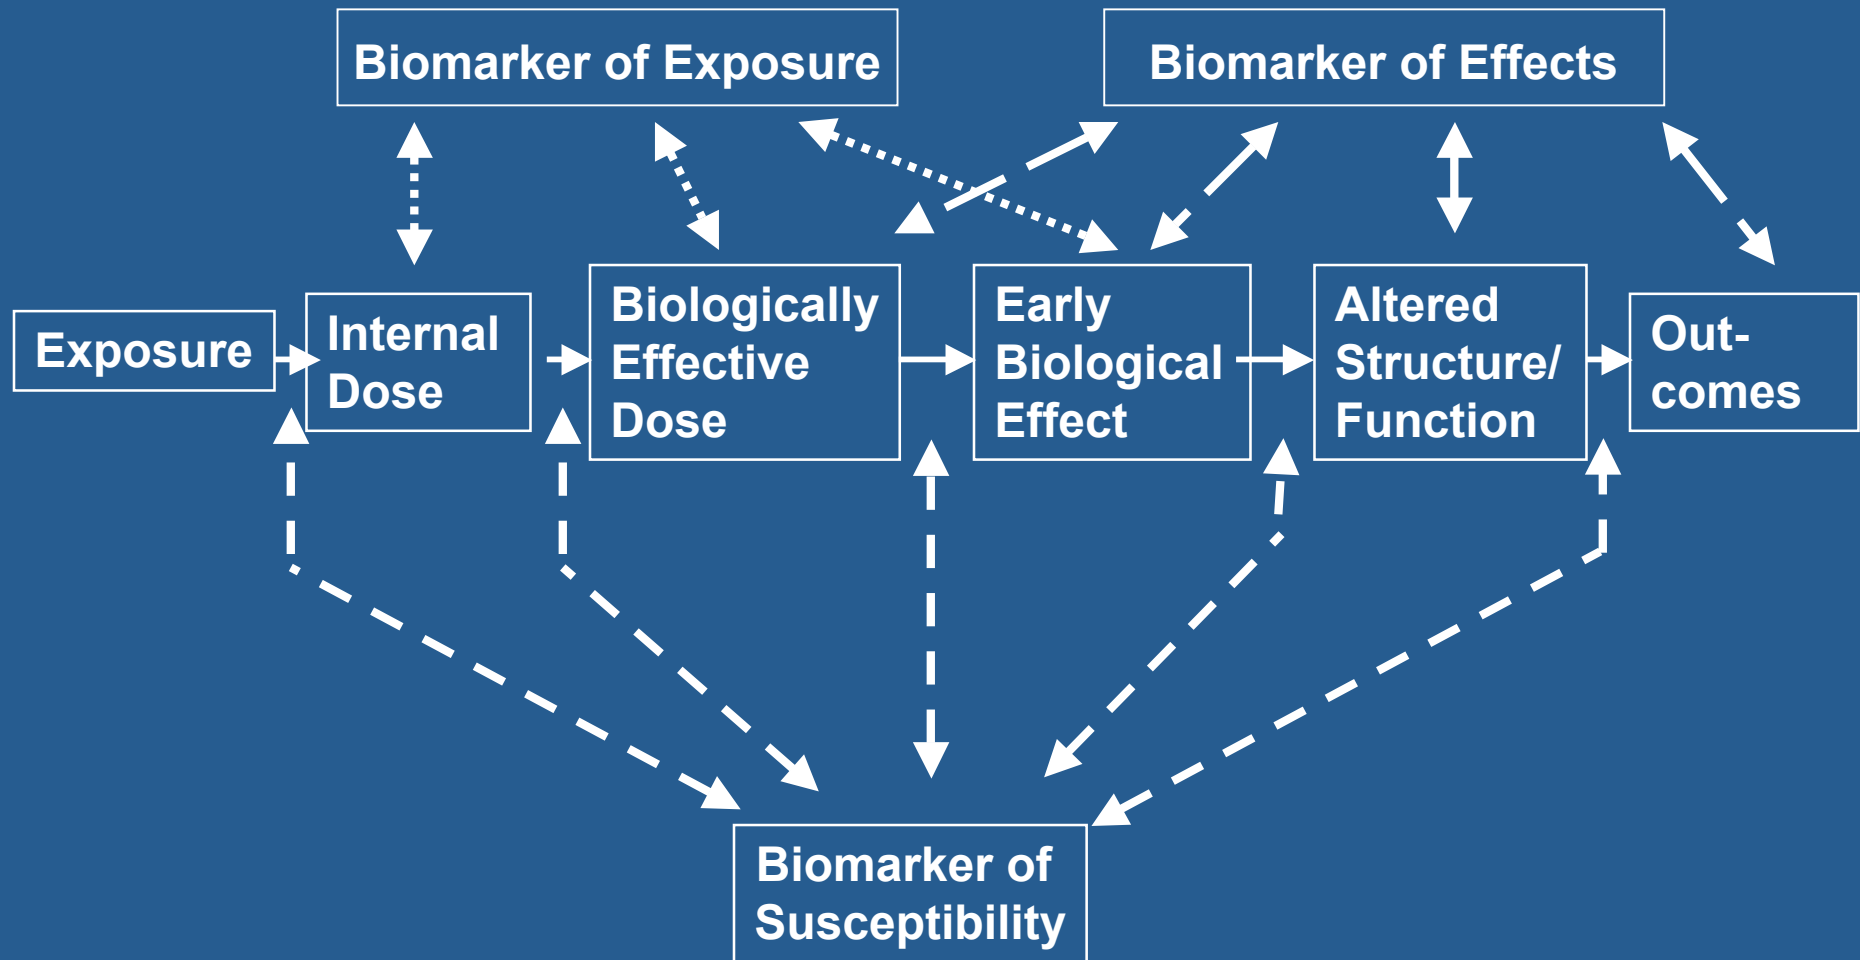 Biomarker of Exposure
Biomarker of Effects
Exposure
Internal
Dose
Biologically
Effective
Dose
Early
Biological
Effect
Altered
Structure/
Function
Out-
comes
Biomarker of
Susceptibility